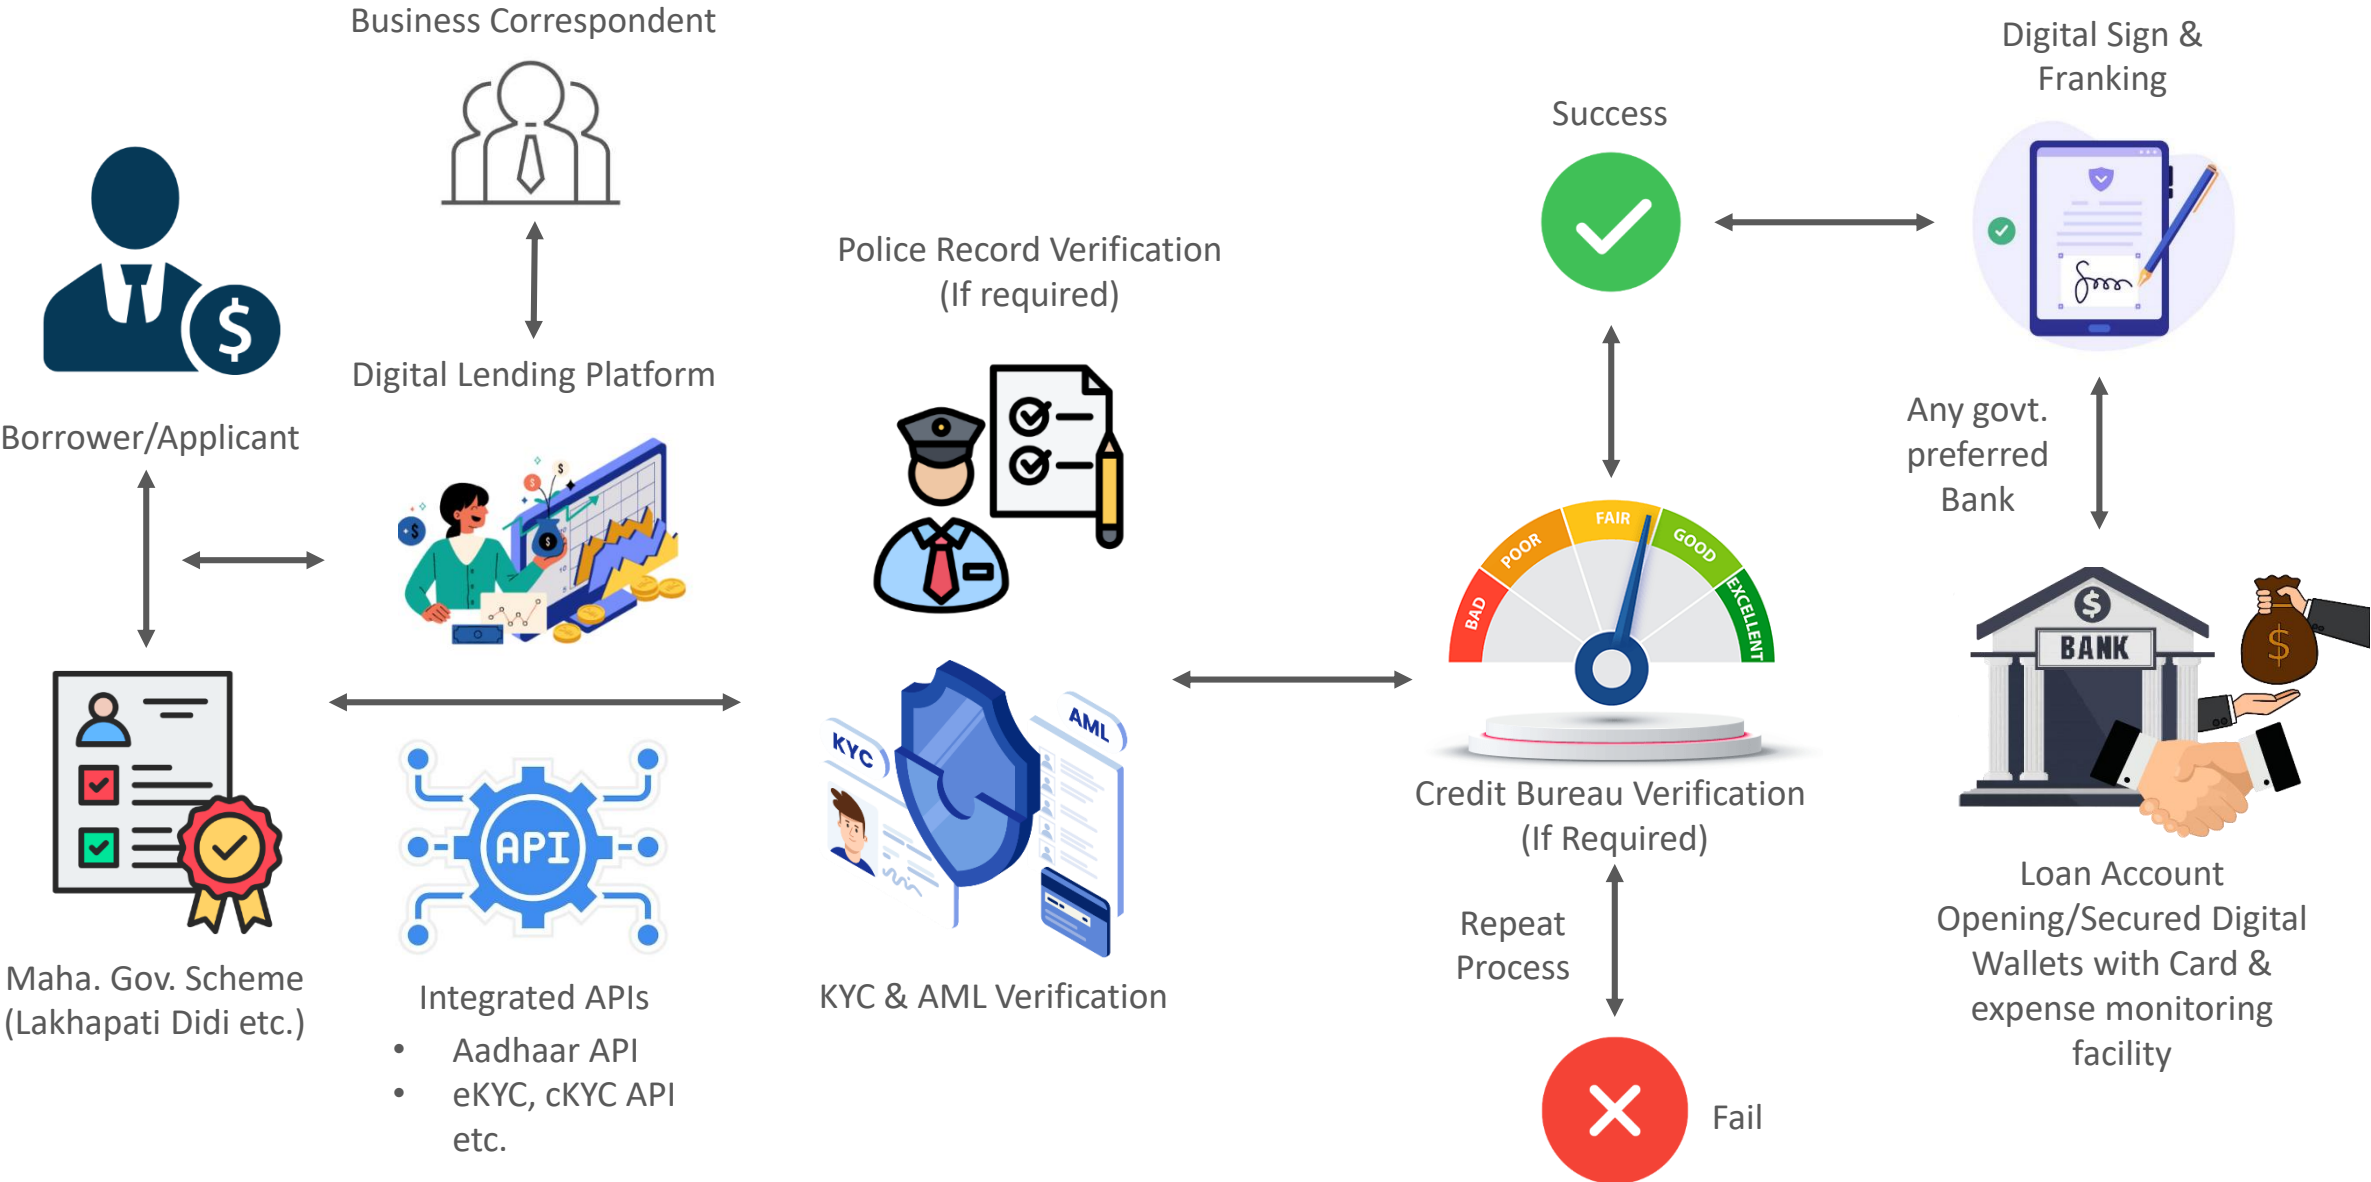 Business Correspondent
Digital Sign &
Franking
Success
Police Record Verification
(If required)
Digital Lending Platform
Borrower/Applicant
Any govt.
preferred
Bank
BAD
POOR
FAIR
GOOD
EXCELLENT
BANK
KYC
AML
API
Credit Bureau Verification
(If Required)
Loan Account
Opening/Secured Digital
Wallets with Card &
expense monitoring
facility
Repeat
Process
Maha. Gov. Scheme
(Lakhapati Didi etc.)
Integrated APIs
• Aadhaar API
• eKYC, cKYC API
etc.
KYC & AML Verification
Fail